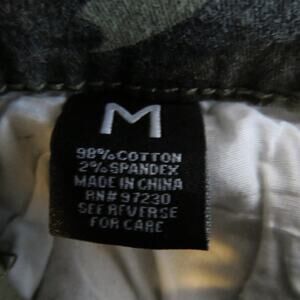 M
98% COTTON
2% SPANDEX
MADE IN CHINA
RN# 97230
SEE REVERSE
FOR CARE